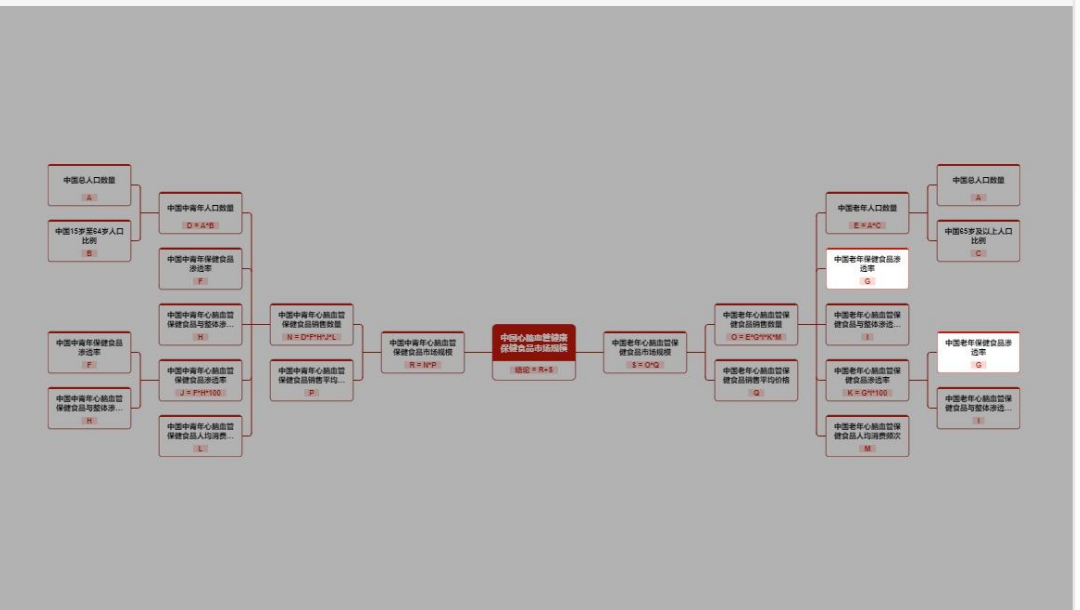 中国总人口数量
A
中国15岁至64岁人口
比例
B
中国中青年人口数量
D = A*B
中国中青年保健食品
渗透率
F
中国中青年心脑血管
保健食品与整体渗...
H
中国中青年保健食品
渗透率
F
中国中青年心脑血管
保健食品与整体渗...
H
中国中青年心脑血管
保健食品渗透率
J = F*H*100
中国中青年心脑血管
保健食品人均消费...
L
中国中青年心脑血管
保健食品销售数量
N = D*F*H*J*L
中国中青年心脑血管
保健食品销售平均...
P
中国中青年心脑血管
保健食品市场规模
R = N*P
中国心脑血管健康
保健食品市场规模
结论 = R+S
中国老年心脑血管保
健食品市场规模
S = O*Q
中国老年心脑血管保
健食品销售数量
O = E*G*I*K*M
中国老年心脑血管保
健食品销售平均价格
Q
中国老年人口数量
E = A*C
中国老年保健食品渗
透率
G
中国老年心脑血管保
健食品与整体渗透...
I
中国老年心脑血管保
健食品渗透率
K = G*I*100
中国老年心脑血管保
健食品人均消费频次
M
中国总人口数量
A
中国65岁及以上人口
比例
C
中国老年保健食品渗
透率
G
中国老年心脑血管保
健食品与整体渗透...
I